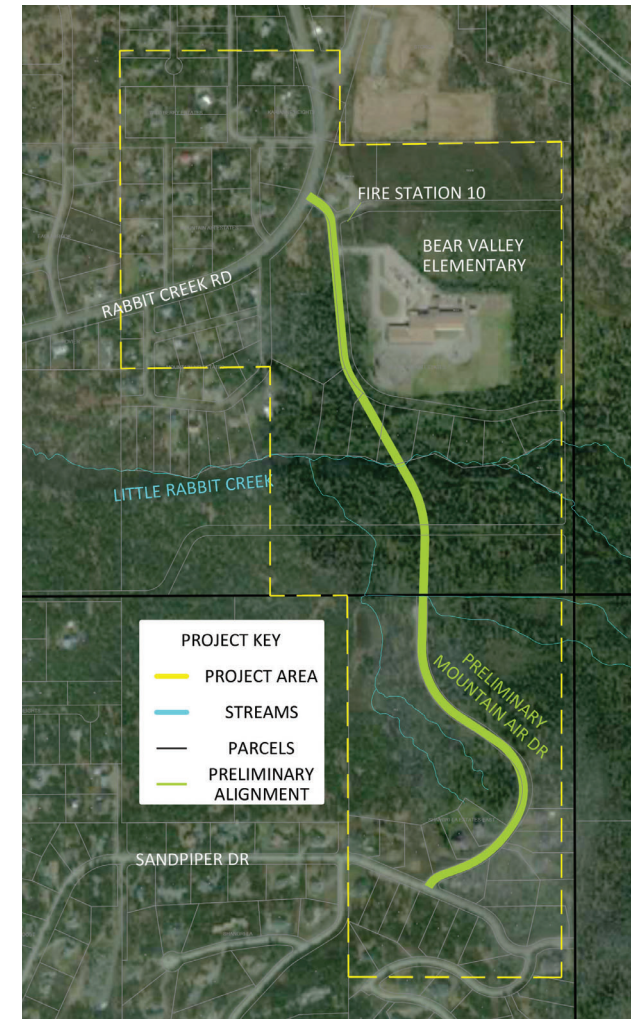 FIRE STATION 10
BEAR VALLEY
ELEMENTARY
RABBIT CREEK RD
LITTLE RABBIT CREEK
PROJECT KEY
PROJECT AREA
STREAMS
PARCELS
PRELIMINARY
ALIGNMENT
PRELIMINARY
MOUNTAIN AIR DR
SANDPIPER DR